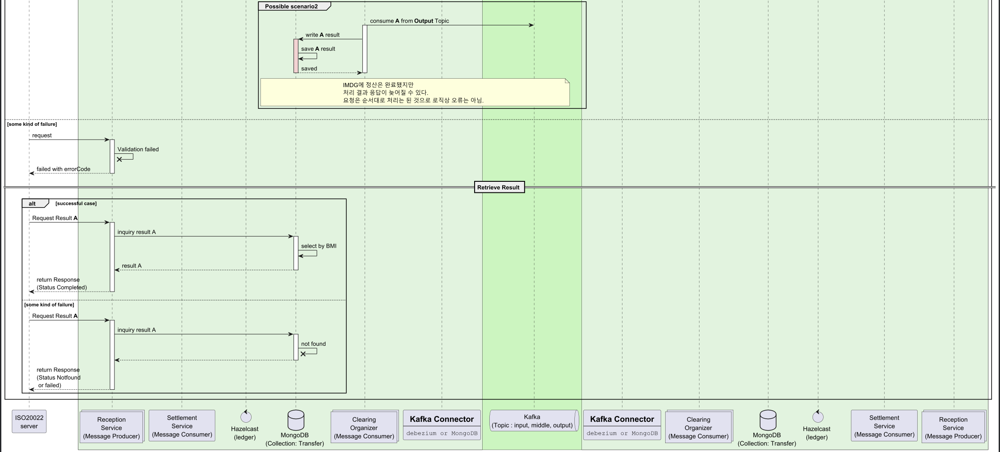 Possible scenario2
consume A from Output Topic
write A result
save A result
saved
IMDG에 정산은 완료됐지만
처리 결과 응답이 늦어질 수 있다.
요청은 순서대로 처리는 된 것으로 로직상 오류는 아님.
[some kind of failure]
request
Validation failed
failed with errorCode
Retrieve Result
alt
[successful case]
Request Result A
inquiry result A
select by BMI
result A
return Response
(Status Completed)
[some kind of failure]
Request Result A
inquiry result A
not found
return Response
(Status Notfound
or failed)
ISO20022
server
Reception
Service
(Message Producer)
Settlement
Service
(Message Consumer)
Hazelcast
(ledger)
MongoDB
(Collection: Transfer)
Clearing
Organizer
(Message Consumer)
Kafka Connector
debezium or MongoDB
Kafka
(Topic : input, middle, output)
Kafka Connector
debezium or MongoDB
Clearing
Organizer
(Message Consumer)
MongoDB
(Collection: Transfer)
Hazelcast
(ledger)
Settlement
Service
(Message Consumer)
Reception
Service
(Message Producer)